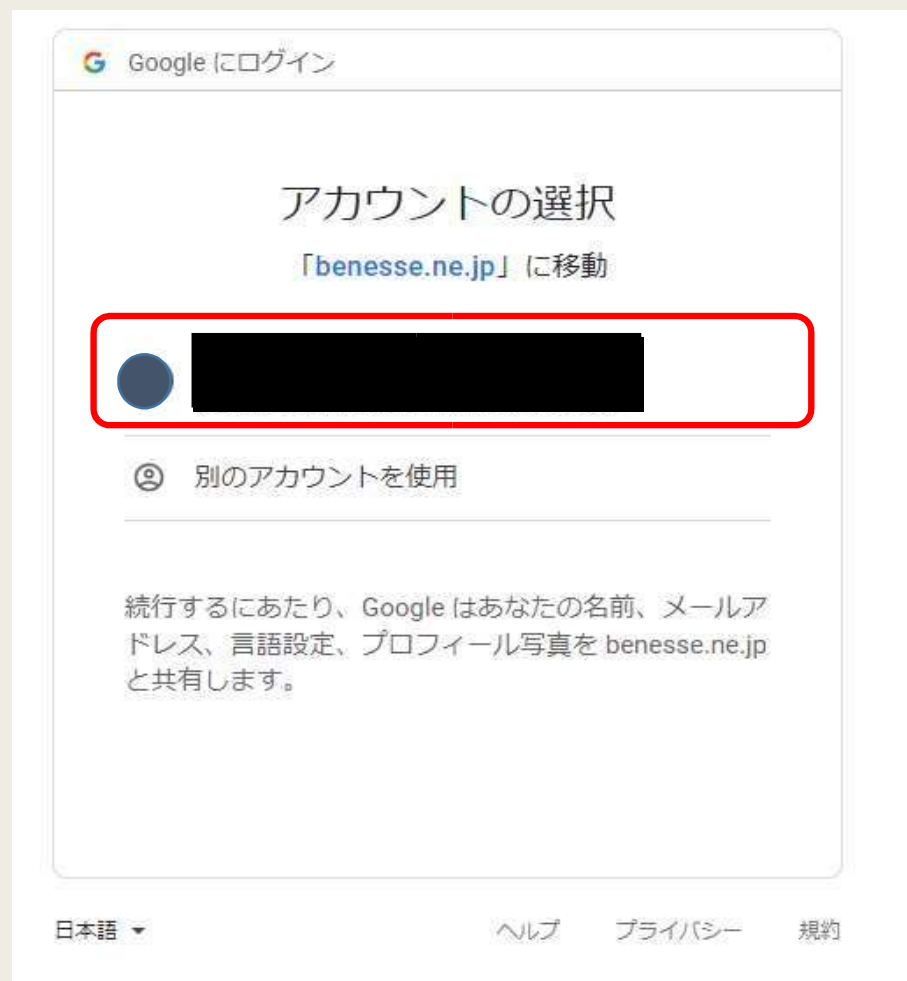 Google にログイン
アカウントの選択
「benesse.ne.jp」に移動
別のアカウントを使用
続行するにあたり、Google はあなたの名前、メールア
ドレス、言語設定、プロフィール写真を benesse.ne.jp
と共有します。
日本語 ヘルプ プライバシー 規約